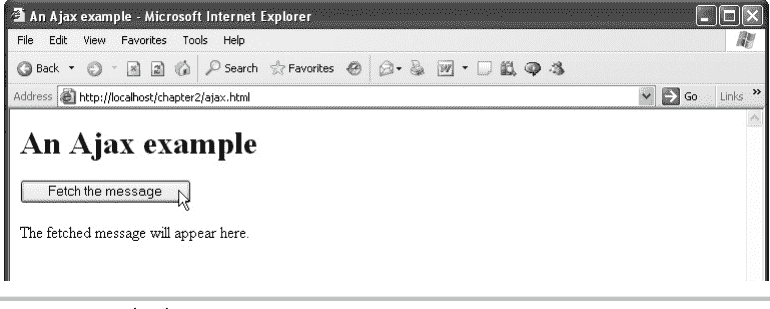 An Ajax example - Microsoft Internet Explorer
File Edit View Favorites Tools Help
Back Search Favorites
Address http://localhost/chapter2/ajax.html Go Links »
An Ajax example
Fetch the message
The fetched message will appear here.